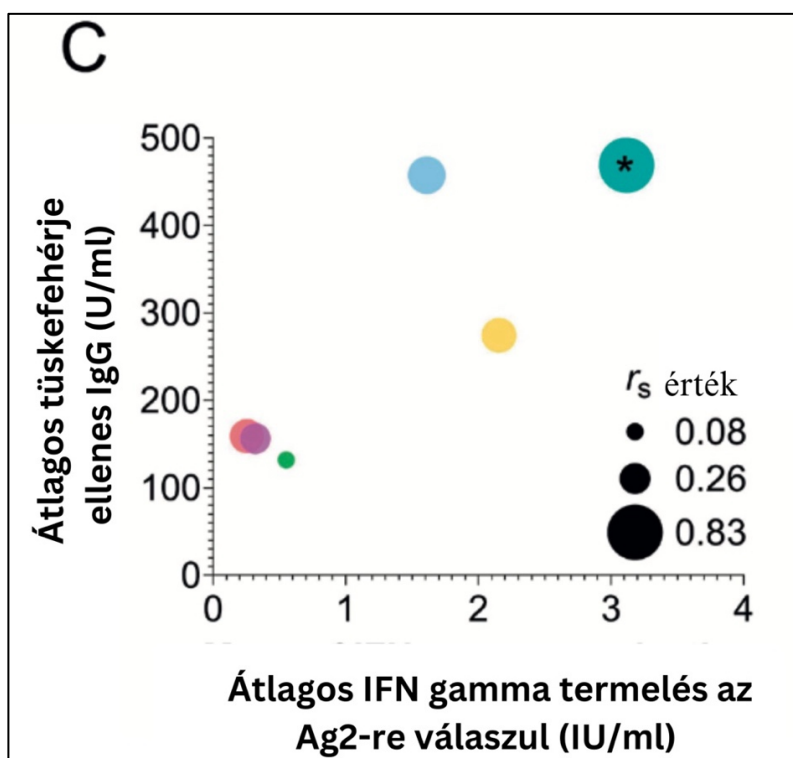 C
500
400
300
200
100
0
Átlagos tüskefehérje
ellenes IgG (U/ml)
*
rs érték
0.08
0.26
0.83
0 1 2 3 4
Átlagos IFN gamma termelés az
Ag2-re válaszul (IU/ml)